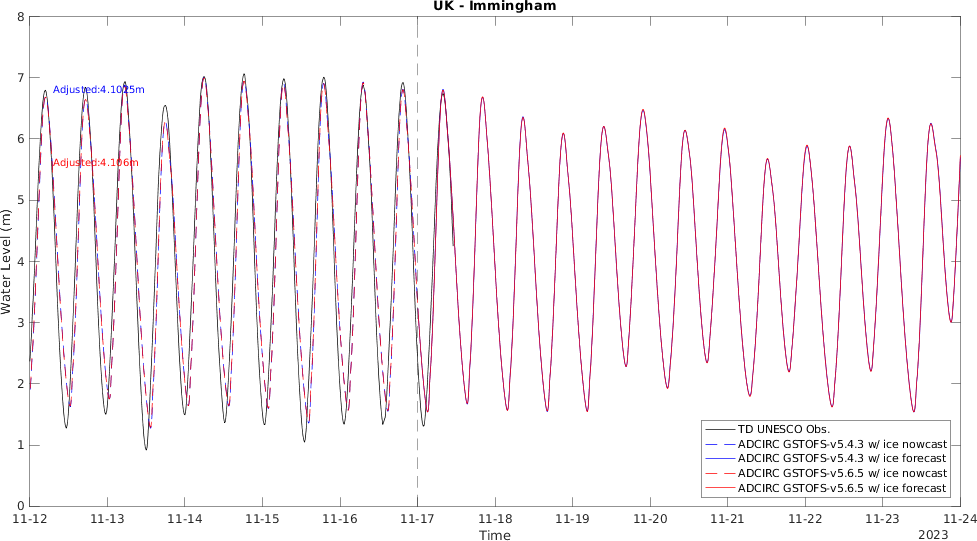 UK - Immingham
8
7
6
5
4
3
2
1
0
Water Level (m)
Adjusted:4.1025m
Adjusted:4.106m
TD UNESCO Obs.
ADCIRC GSTOFS-v5.4.3 w/ ice nowcast
ADCIRC GSTOFS-v5.4.3 w/ ice forecast
ADCIRC GSTOFS-v5.6.5 w/ ice nowcast
ADCIRC GSTOFS-v5.6.5 w/ ice forecast
11-12 11-13 11-14 11-15 11-16 11-17 11-18 11-19 11-20 11-21 11-22 11-23 11-24
Time
2023